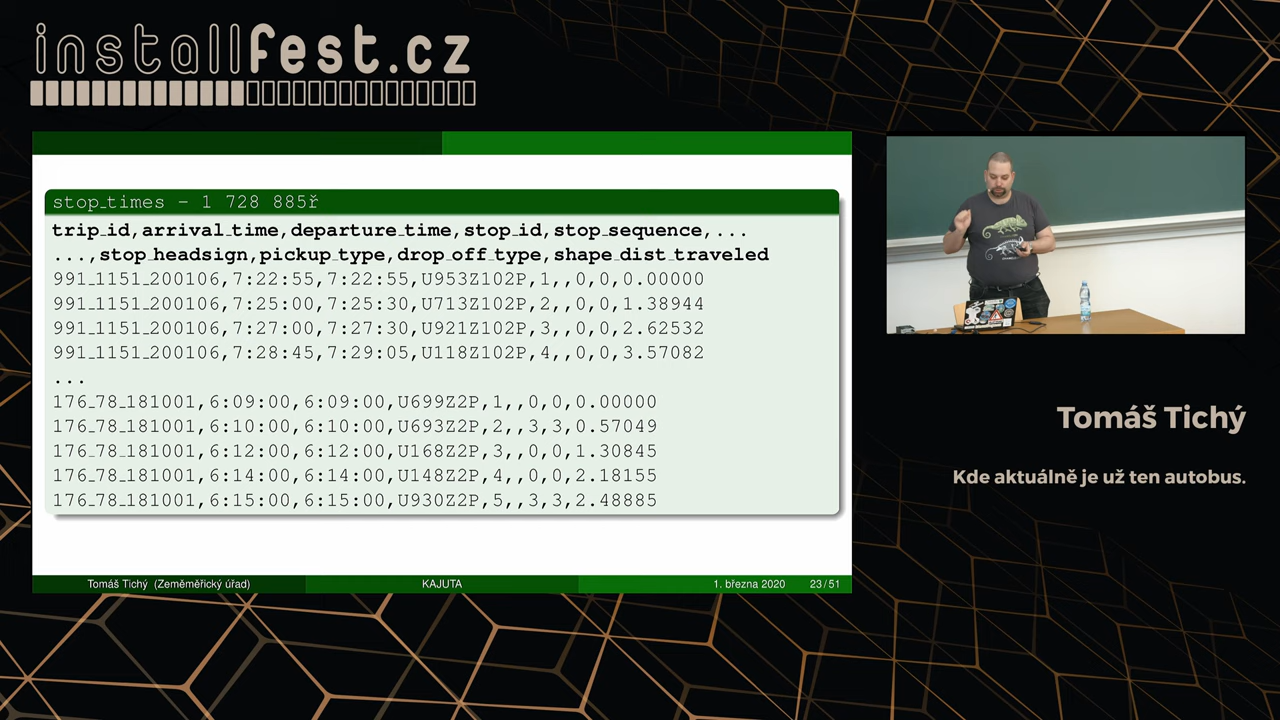 installfest.cz
stop_times - 1 728 885ř
trip_id,arrival_time,departure_time,stop_id,stop_sequence,...
...,stop_headsign,pickup_type,drop_off_type,shape_dist_traveled
991_1151_200106,7:22:55,7:22:55,U953Z102P,1,,0,0,0.00000
991_1151_200106,7:25:00,7:25:30,U713Z102P,2,,0,0,1.38944
991_1151_200106,7:27:00,7:27:30,U921Z102P,3,,0,0,2.62532
991_1151_200106,7:28:45,7:29:05,U118Z102P,4,,0,0,3.57082
...
176_78_181001,6:09:00,6:09:00,U699Z2P,1,,0,0,0.00000
176_78_181001,6:10:00,6:10:00,U693Z2P,2,,3,3,0.57049
176_78_181001,6:12:00,6:12:00,U168Z2P,3,,0,0,1.30845
176_78_181001,6:14:00,6:14:00,U148Z2P,4,,0,0,2.18155
176_78_181001,6:15:00,6:15:00,U930Z2P,5,,3,3,2.48885
Tomáš Tichý (Zeměměřický úřad)
KAJUTA
1. března 2020
23/51
Tomáš Tichý
Kde aktuálně je už ten autobus.